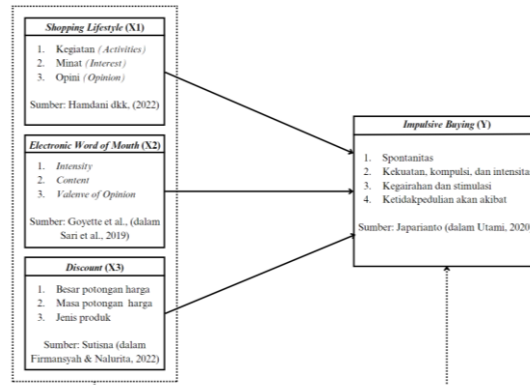 Shopping Lifestyle (X1)
1. Kegiatan (Activities)
2. Minat (Interest)
3. Opini (Opinion)
Sumber: Hamdani dkk, (2022)
Electronic Word of Mouth (X2)
1. Intensity
2. Content
3. Valenve of Opinion
Sumber: Goyette et al., (dalam
Sari et al., 2019)
Discount (X3)
1. Besar potongan harga
2. Masa potongan harga
3. Jenis produk
Sumber: Sutisna (dalam
Firmansyah & Nalurita, 2022)
Impulsive Buying (Y)
1. Spontanitas
2. Kekuatan, kompulsi, dan intensitas
3. Kegairahan dan stimulasi
4. Ketidakpedulian akan akibat
Sumber: Japarianto (dalam Utami, 2020)